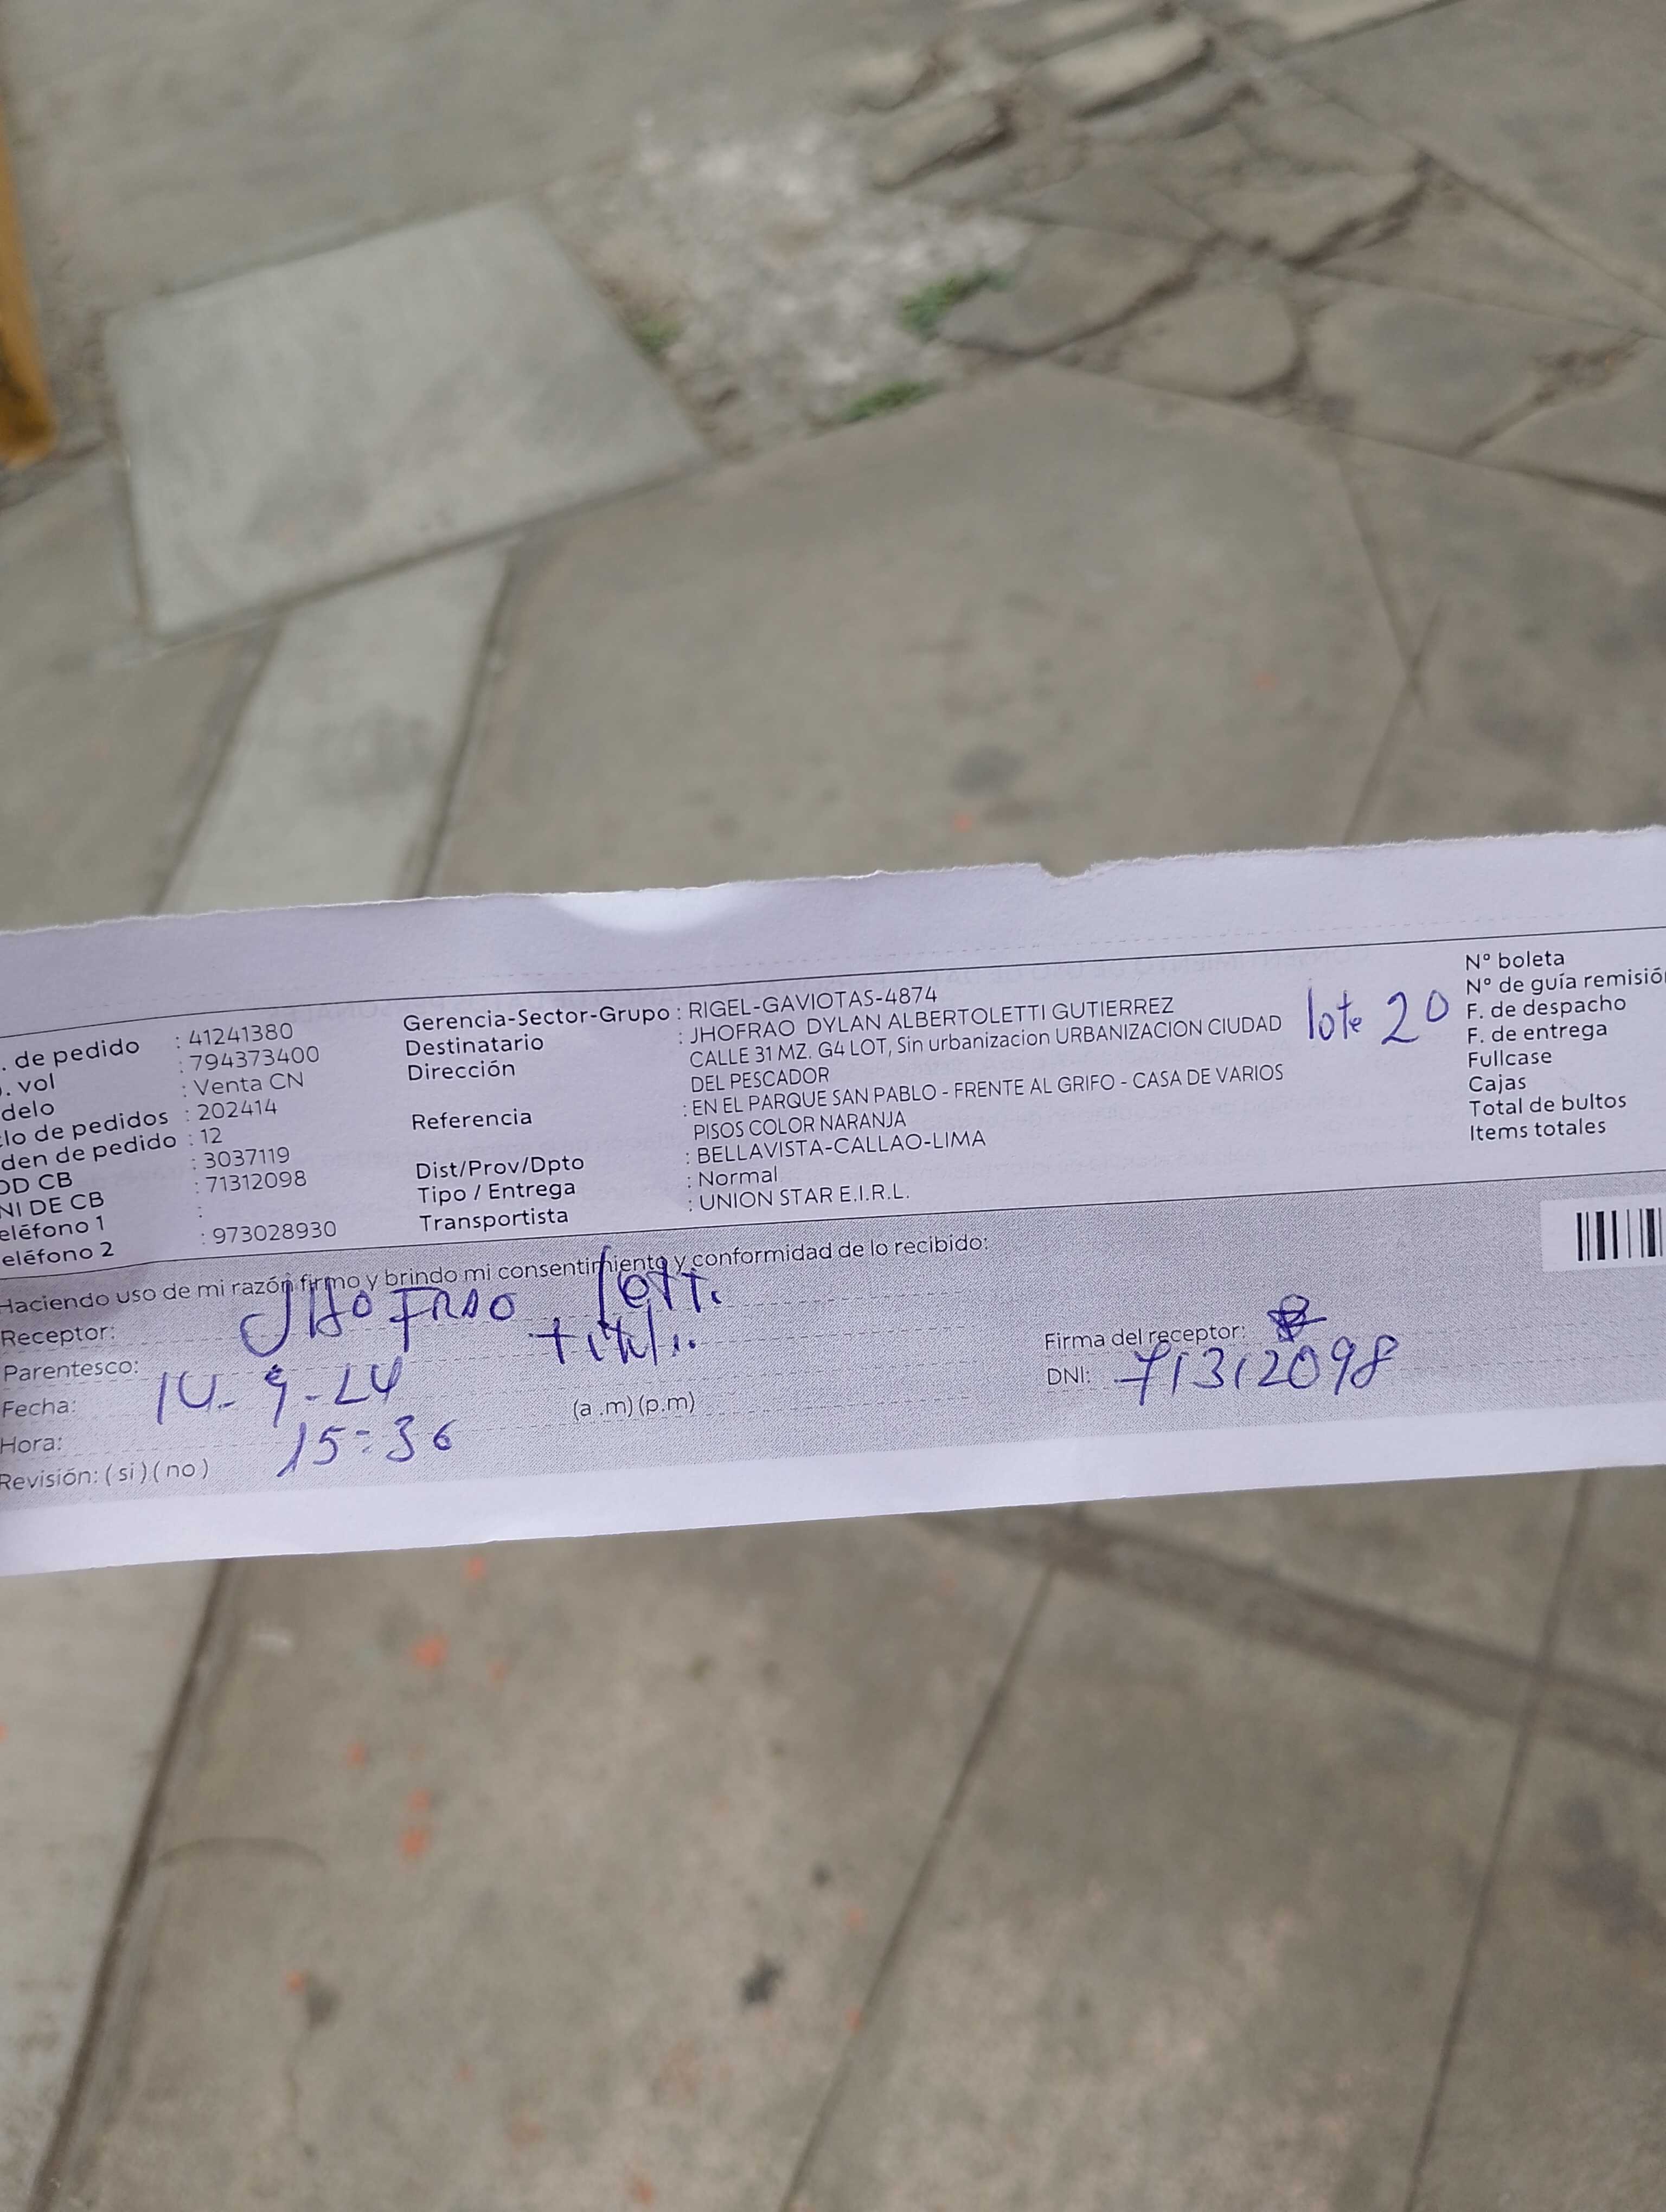 . de pedido : 41241380
. vol : 794373400
delo : Venta CN
clo de pedidos : 202414
den de pedido : 12
OD CB : 3037119
NI DE CB : 71312098
eléfono 1 :
eléfono 2 : 973028930
Gerencia-Sector-Grupo : RIGEL-GAVIOTAS-4874
Destinatario : JHOFRAO DYLAN ALBERTOLETTI GUTIERREZ
Dirección CALLE 31 MZ. G4 LOT, Sin urbanizacion URBANIZACION CIUDAD
DEL PESCADOR
Referencia : EN EL PARQUE SAN PABLO - FRENTE AL GRIFO - CASA DE VARIOS
PISOS COLOR NARANJA
Dist/Prov/Dpto : BELLAVISTA-CALLAO-LIMA
Tipo / Entrega : Normal
Transportista : UNION STAR E.I.R.L.
lote 20
N° boleta
N° de guía remisió
F. de despacho
F. de entrega
Fullcase
Cajas
Total de bultos
Items totales
Haciendo uso de mi razón firmo y brindo mi consentimiento y conformidad de lo recibido:
Receptor: JHOFRAO
Parentesco:
Fecha: 14-9-24
Hora: 15:36 (a .m) (p.m)
Revisión: ( si ) ( no )
Firma del receptor:
DNI: 71312098